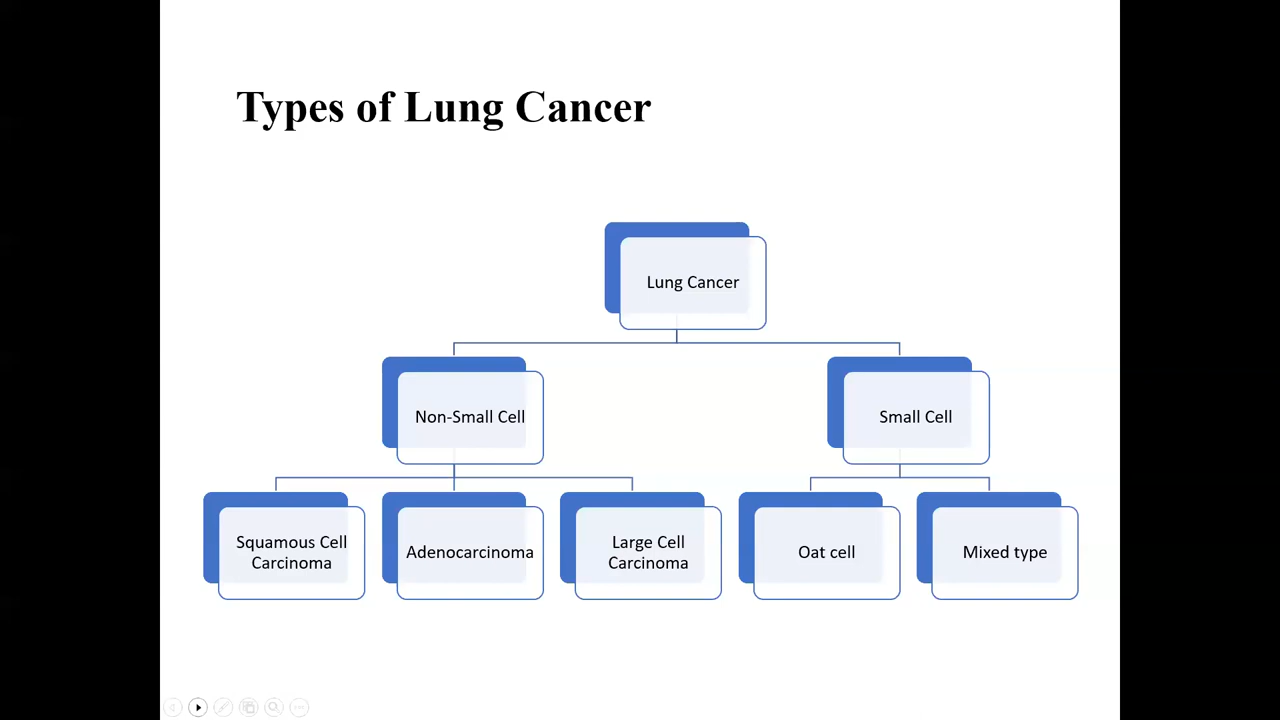 Types of Lung Cancer
Lung Cancer
Non-Small Cell
Small Cell
Squamous Cell
Carcinoma
Adenocarcinoma
Large Cell
Carcinoma
Oat cell
Mixed type